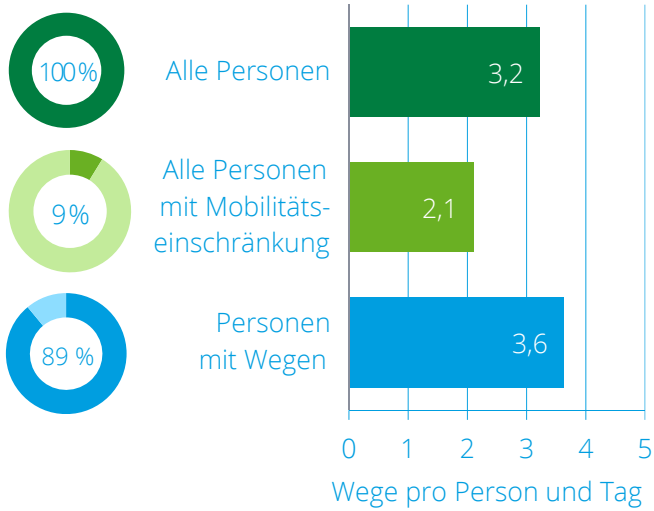 100%
Alle Personen
3,2
9%
Alle Personen
mit Mobilitäts-
einschränkung
2,1
89 %
Personen
mit Wegen
3,6
0 1 2 3 4 5
Wege pro Person und Tag